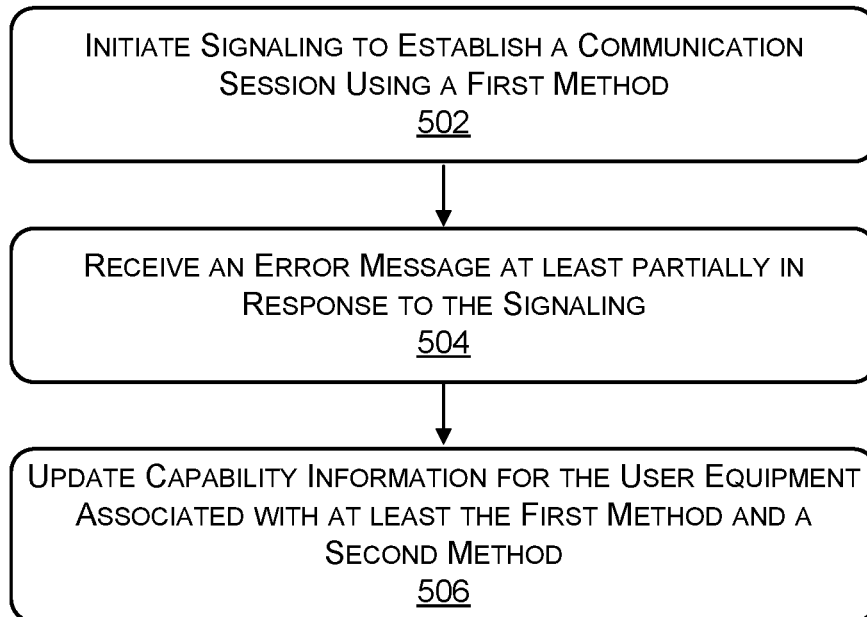 INITIATE SIGNALING TO ESTABLISH A COMMUNICATION
SESSION USING A FIRST METHOD
502
RECEIVE AN ERROR MESSAGE AT LEAST PARTIALLY IN
RESPONSE TO THE SIGNALING
504
UPDATE CAPABILITY INFORMATION FOR THE USER EQUIPMENT
ASSOCIATED WITH AT LEAST THE FIRST METHOD AND A
SECOND METHOD
506